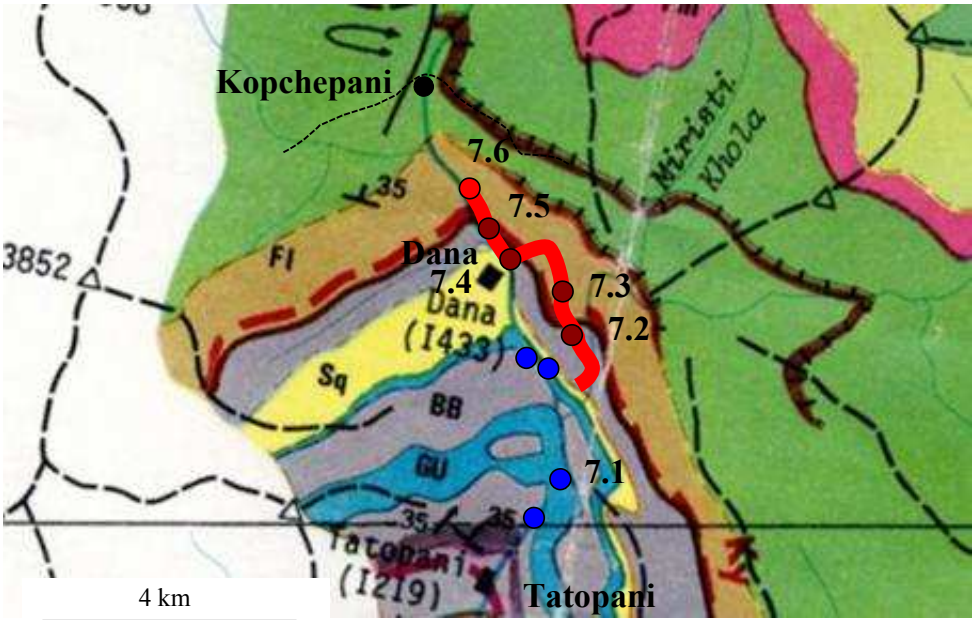 Kopchepani
Miristi
Khola
7.6
35
7.5
3852
Fl
Dana
7.4
7.3
Dana
(1433)
7.2
Sq
BB
GU
7.1
35
35
Tatopani
(1219)
Ky
Tatopani
4 km